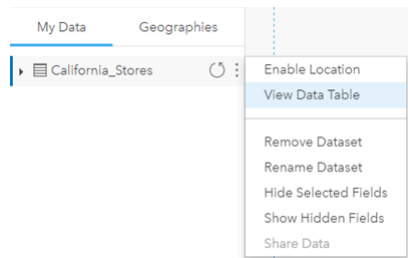 My Data Geographies
California_Stores
Enable Location
View Data Table
Remove Dataset
Rename Dataset
Hide Selected Fields
Show Hidden Fields
Share Data